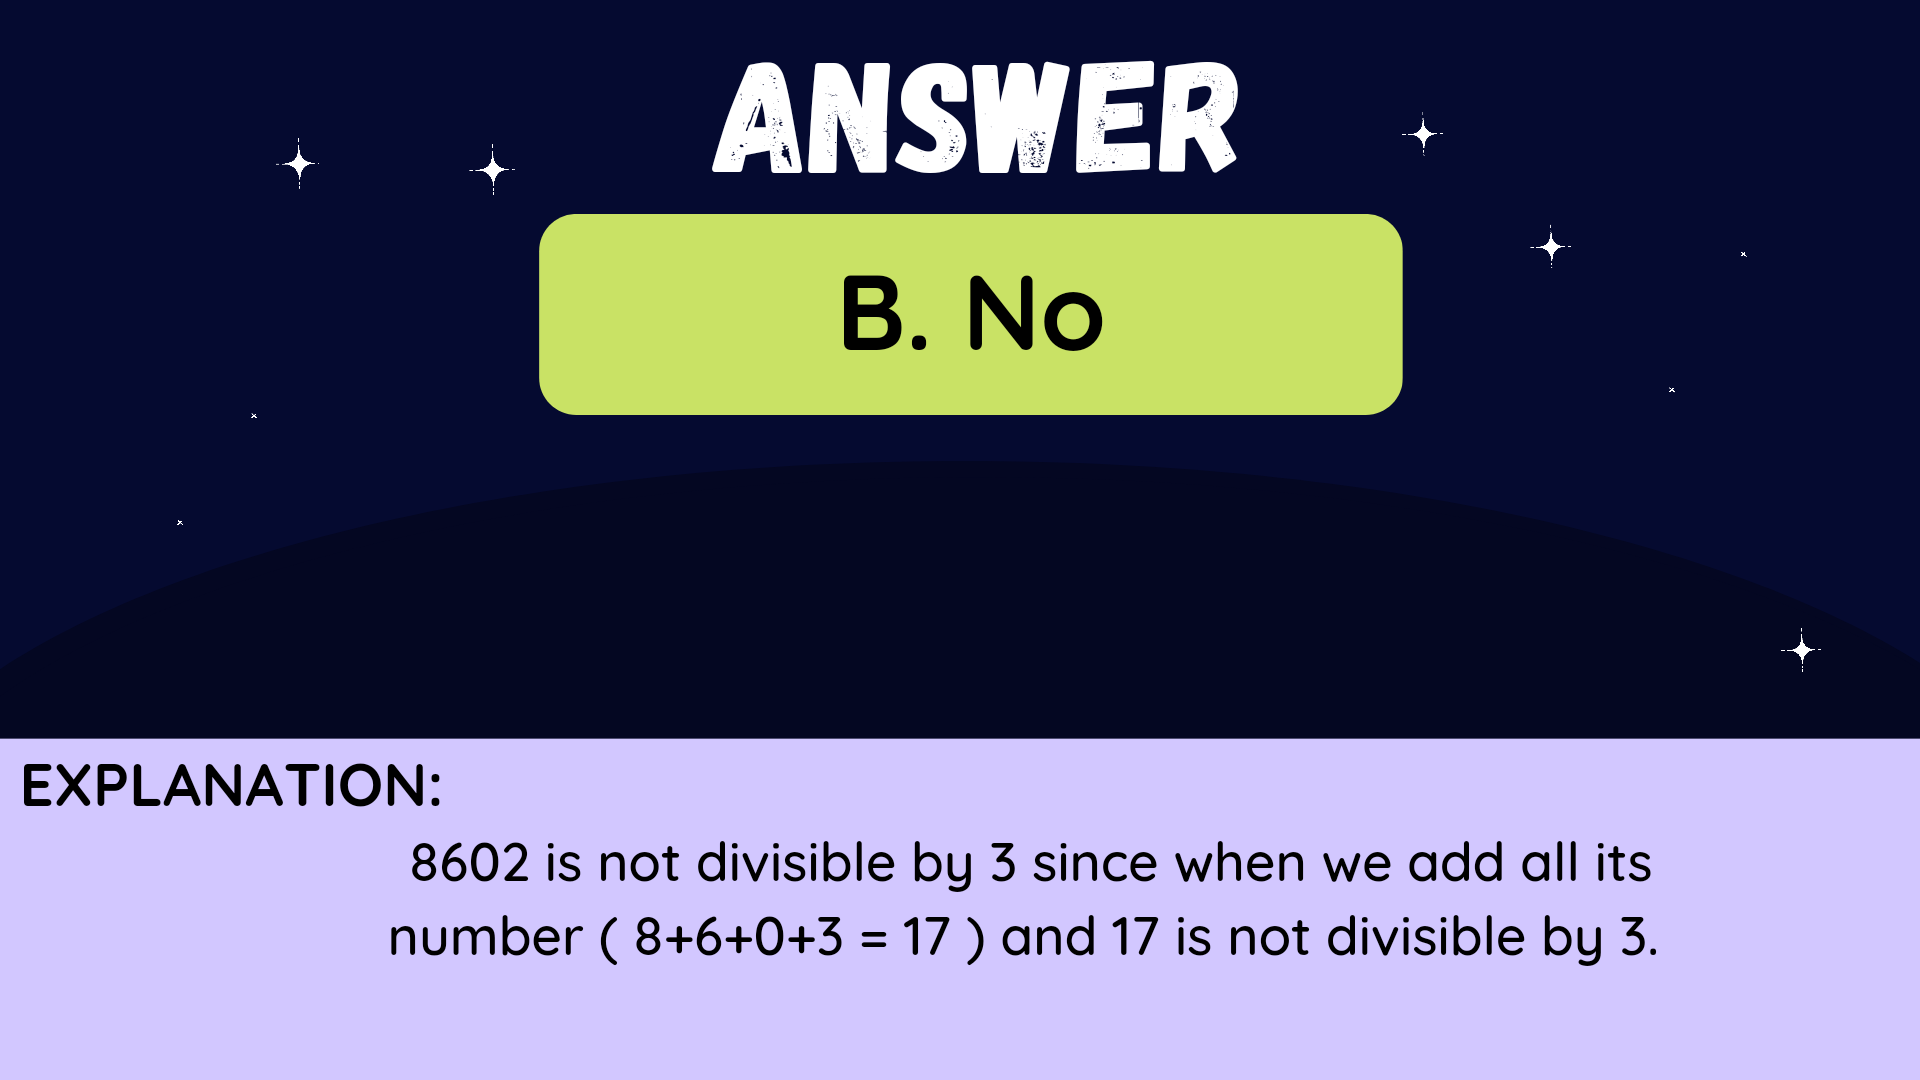 ANSWER
B. No
EXPLANATION:
8602 is not divisible by 3 since when we add all its
number ( 8+6+0+3 = 17 ) and 17 is not divisible by 3.